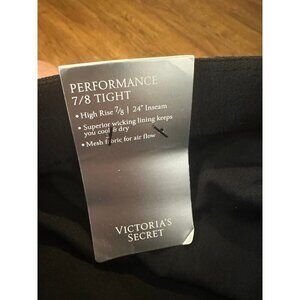 PERFORMANCE
7/8 TIGHT
• High Rise 7/8 | 24" Inseam
• Superior wicking lining keeps
you cool & dry
• Mesh fabric for air flow
VICTORIA'S
SECRET